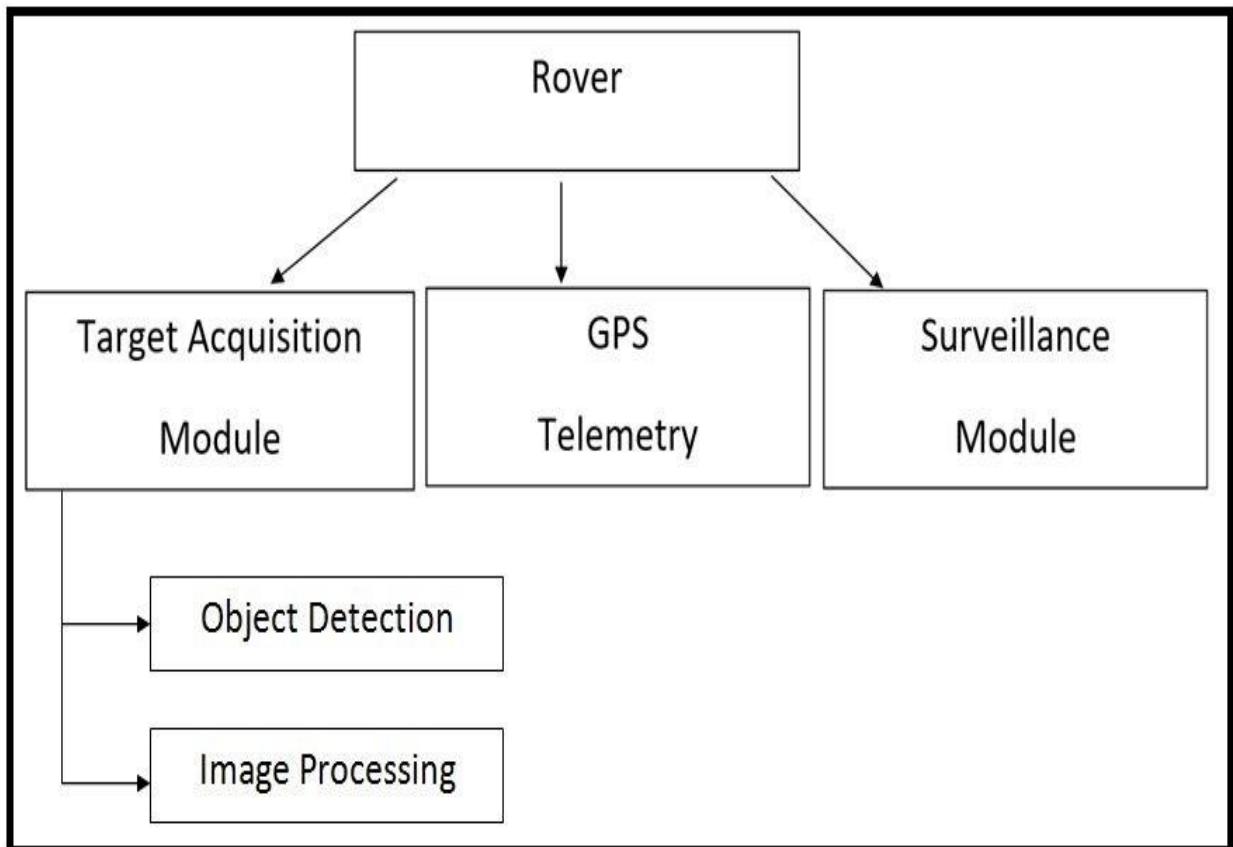 Rover
Target Acquisition
Module
GPS
Telemetry
Surveillance
Module
Object Detection
Image Processing